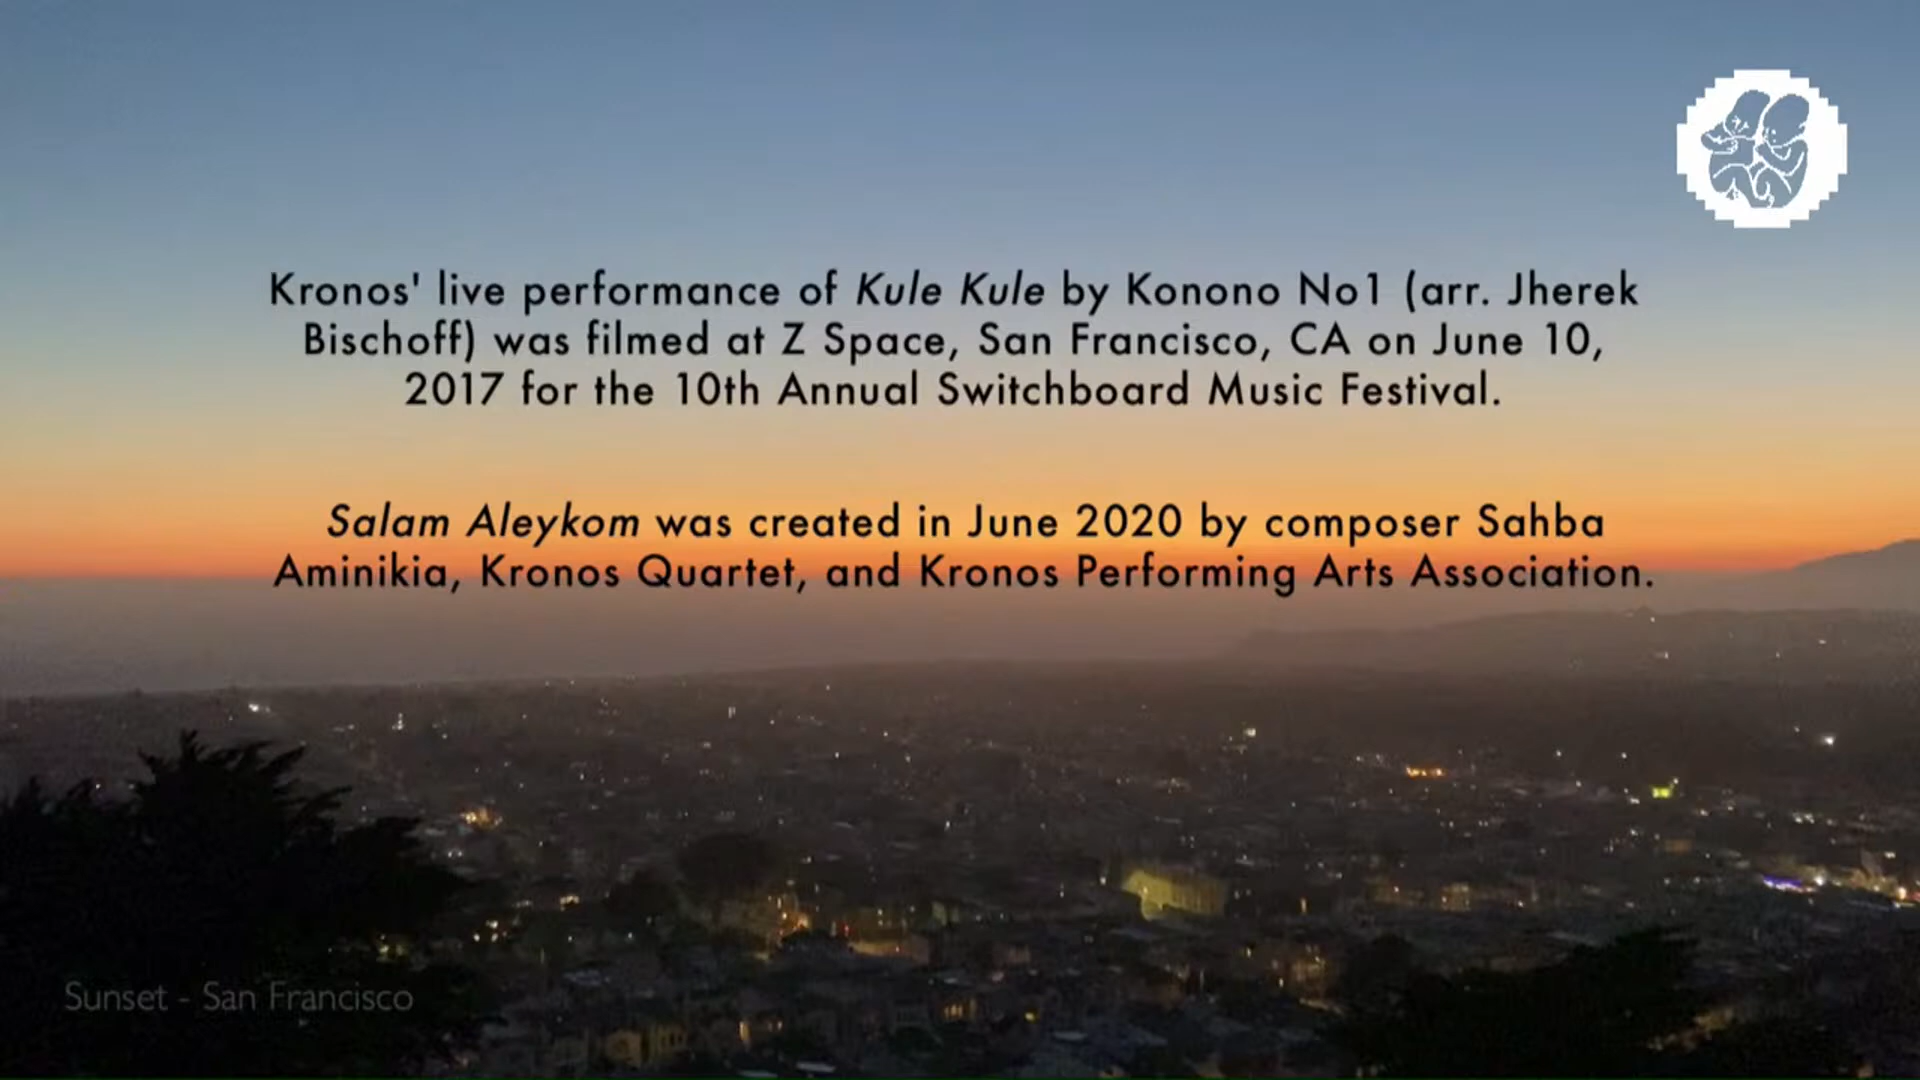 Kronos' live performance of Kule Kule by Konono No1 (arr. Jherek
Bischoff) was filmed at Z Space, San Francisco, CA on June 10,
2017 for the 10th Annual Switchboard Music Festival.
Salam Aleykom was created in June 2020 by composer Sahba
Aminikia, Kronos Quartet, and Kronos Performing Arts Association.
Sunset - San Francisco